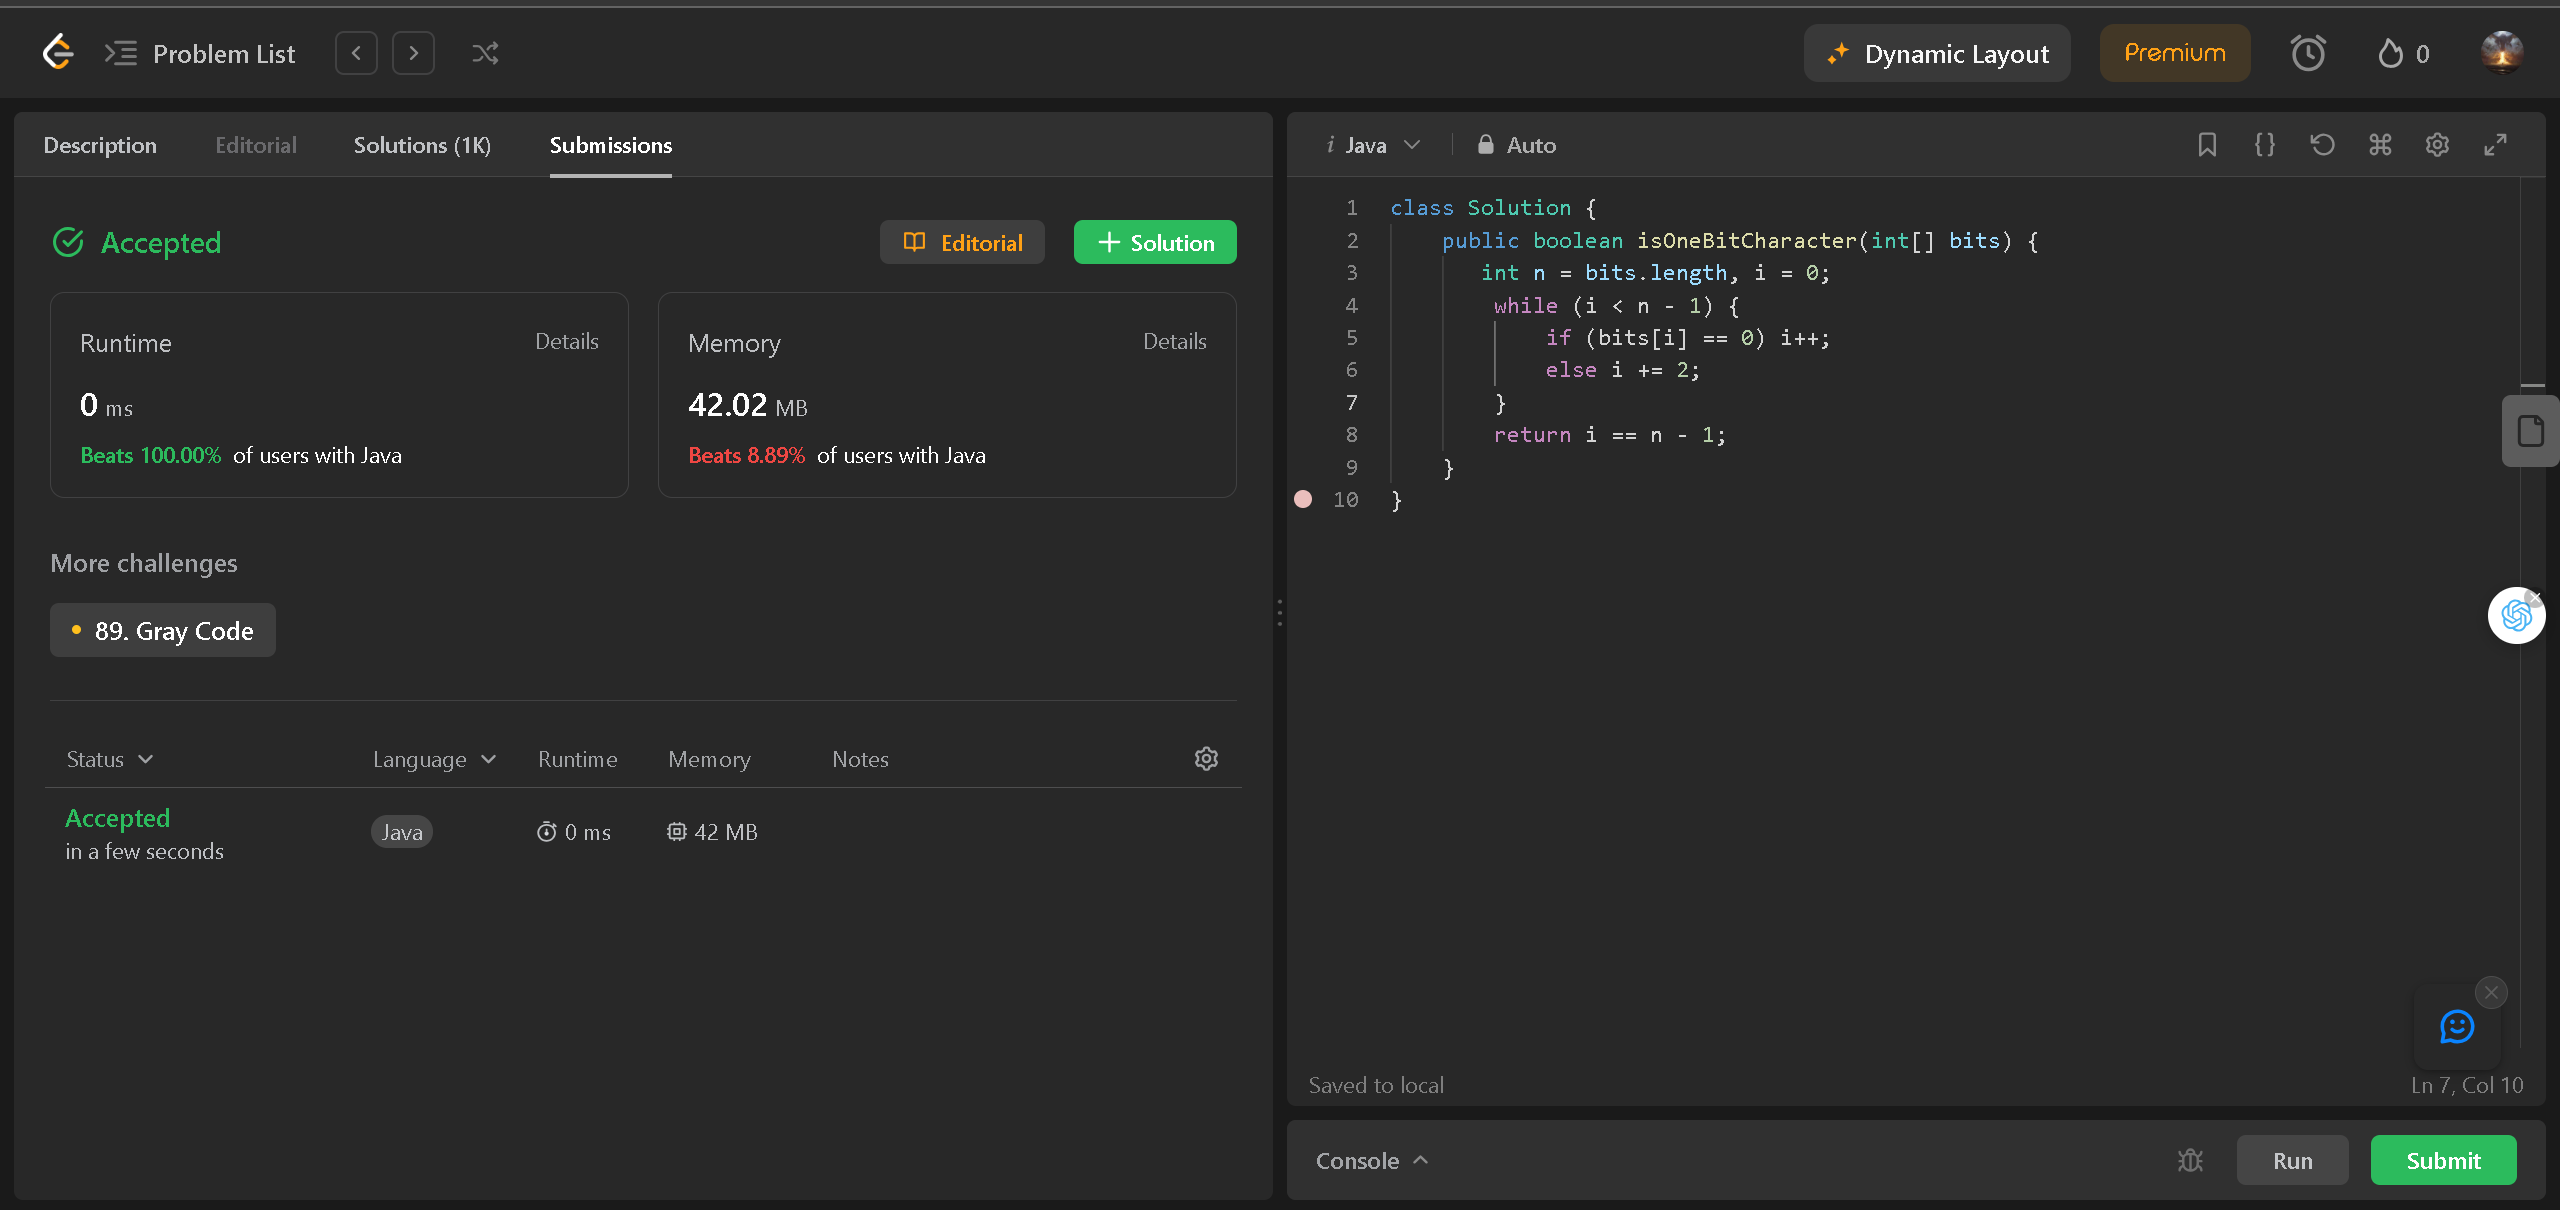 Problem List
Dynamic Layout
Premium
0
Description
Editorial
Solutions (1K)
Submissions
Accepted
Editorial
Solution
Runtime
Details
0 ms
Beats 100.00% of users with Java
Memory
Details
42.02 MB
Beats 8.89% of users with Java
More challenges
89. Gray Code
Status
Language
Runtime
Memory
Notes
Accepted
in a few seconds
Java
0 ms
42 MB
i Java
Auto
1 class Solution {
2 public boolean isOneBitCharacter(int[] bits) {
3 int n = bits.length, i = 0;
4 while (i < n - 1) {
5 if (bits[i] == 0) i++;
6 else i += 2;
7 }
8 return i == n - 1;
9 }
10 }
Saved to local
Ln 7, Col 10
Console
Run
Submit